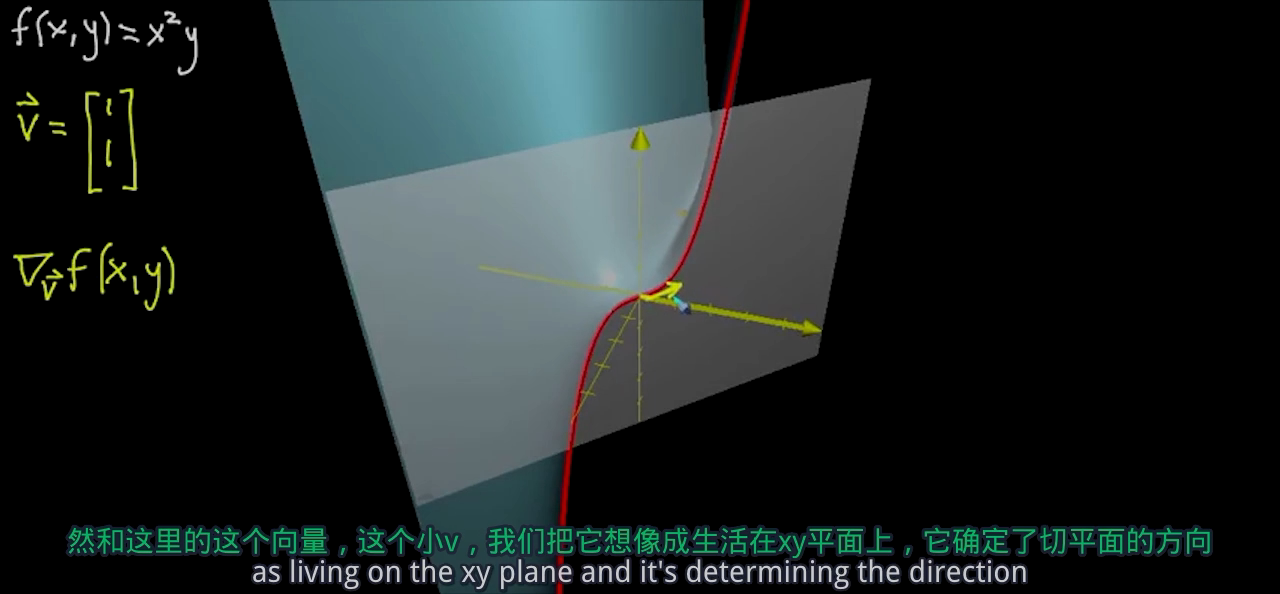 f(x,y)=x²y
v⃗ = [1
1]
∇v⃗ f(x,y)
然和这里的这个向量，这个小v，我们把它想像成生活在xy平面上，它确定了切平面的方向
as living on the xy plane and it's determining the direction